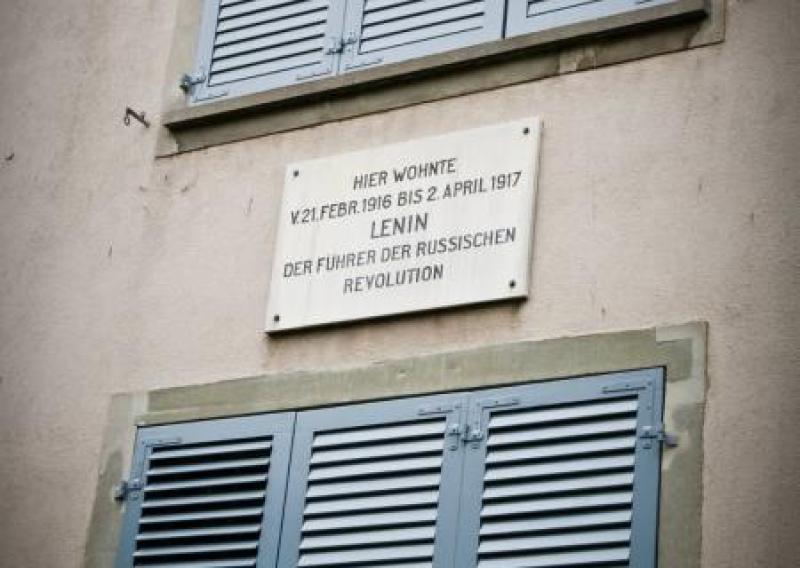 HIER WOHNTE
V. 21. FEBR. 1916 BIS 2. APRIL 1917
LENIN
DER FUHRER DER RUSSISCHEN
REVOLUTION